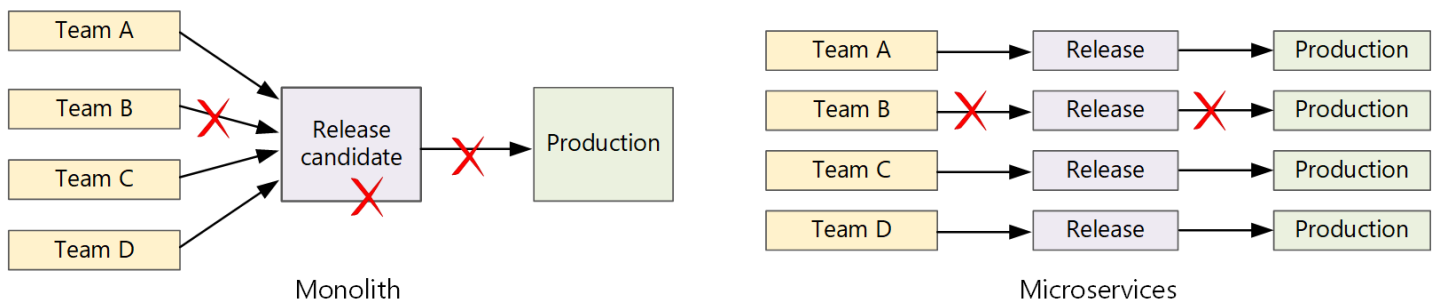 Team A
Team B
Team C
Team D
Release
candidate
Production
Monolith
Team A
Release
Production
Team B
Release
Production
Team C
Release
Production
Team D
Release
Production
Microservices